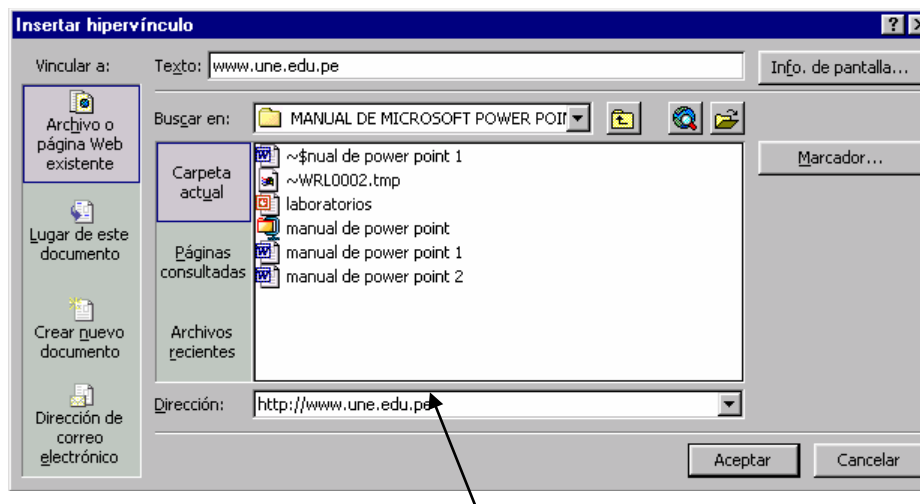 Insertar hipervínculo
Vincular a:
Texto: www.une.edu.pe
Info. de pantalla...
Archivo o
página Web
existente
Buscar en: MANUAL DE MICROSOFT POWER
Marcador...
Carpeta
actual
~$nual de power point 1
~WRL0002.tmp
laboratorios
manual de power point
manual de power point 1
manual de power point 2
Lugar de este
documento
Páginas
consultadas
Crear nuevo
documento
Archivos
recientes
Dirección de
correo
electrónico
Dirección: http://www.une.edu.pe
Aceptar
Cancelar